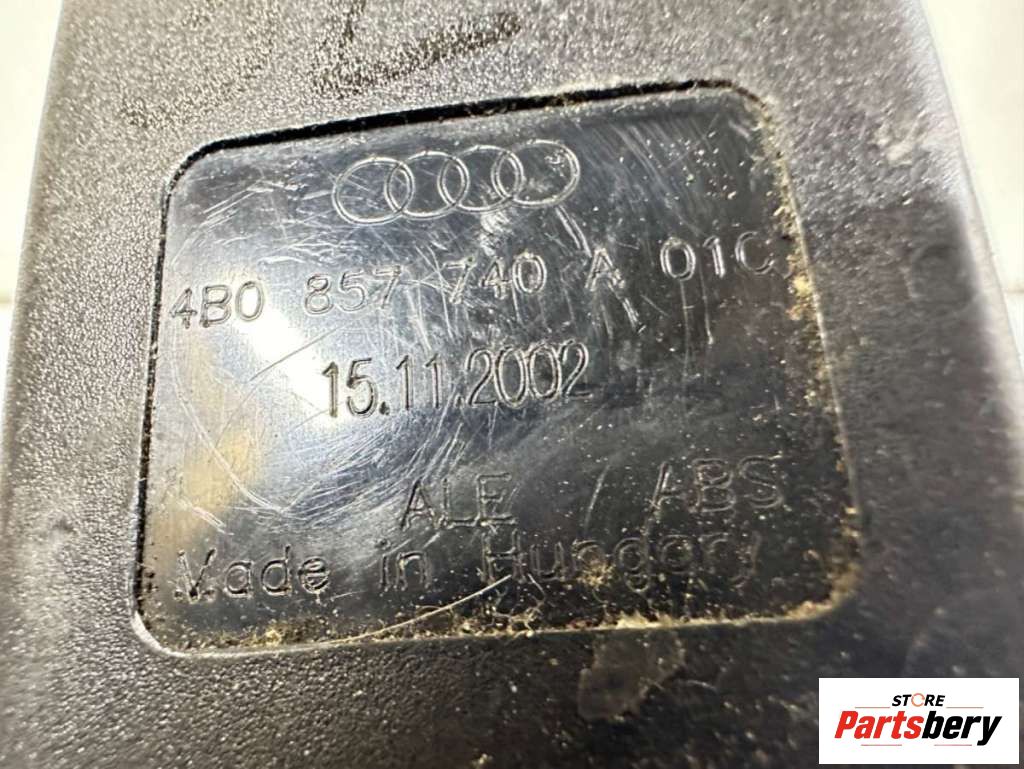 4B0 857 740 A 01C
15.11.2002
ALE ABS
Made in Hungary
STORE
Partsbery